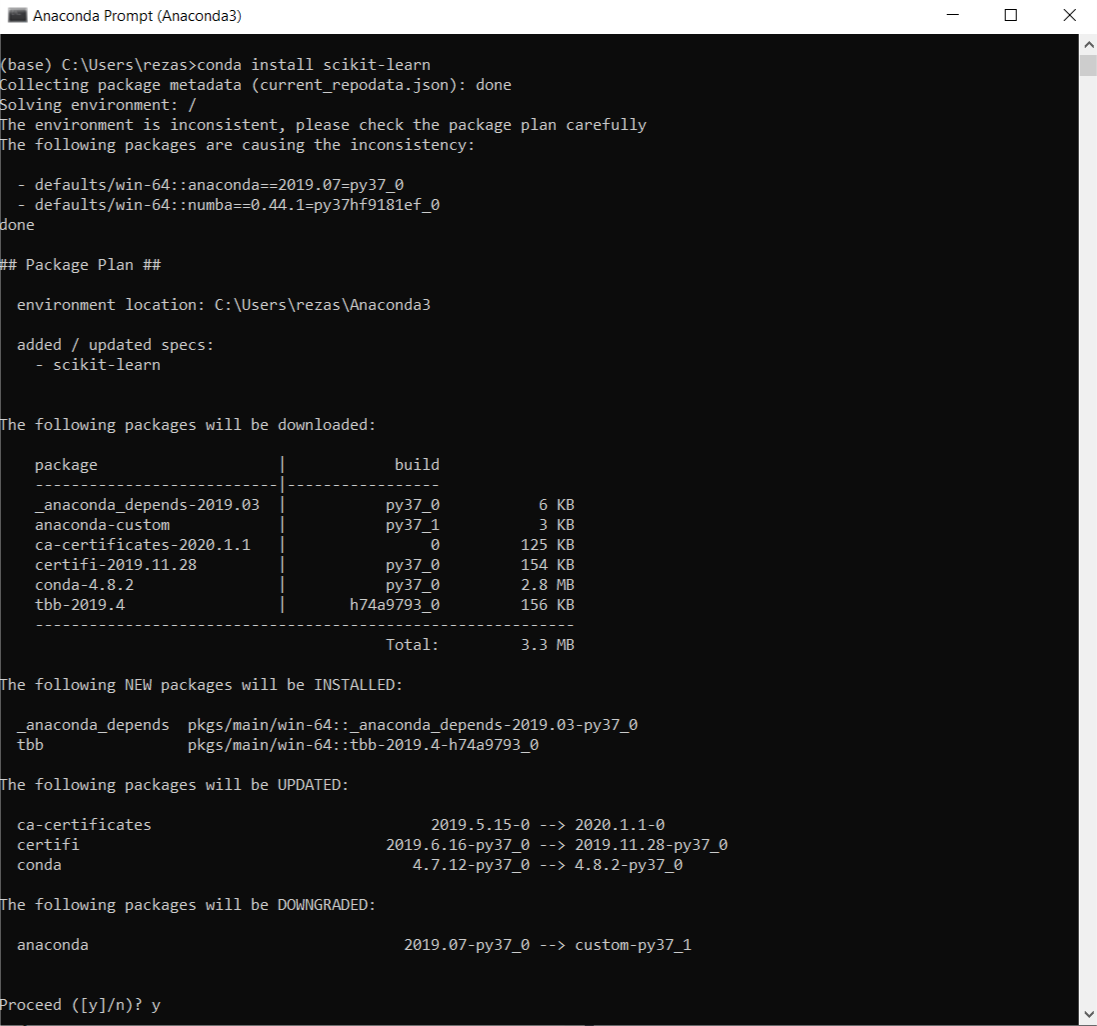 Anaconda Prompt (Anaconda3)
(base) C:\Users\rezas>conda install scikit-learn
Collecting package metadata (current_repodata.json): done
Solving environment: /
The environment is inconsistent, please check the package plan carefully
The following packages are causing the inconsistency:
  - defaults/win-64::anaconda==2019.07=py37_0
  - defaults/win-64::numba==0.44.1=py37hf9181ef_0
done
## Package Plan ##
  environment location: C:\Users\rezas\Anaconda3
  added / updated specs:
    - scikit-learn
The following packages will be downloaded:
    package                    |            build
    ---------------------------|-----------------
    _anaconda_depends-2019.03  |           py37_0           6 KB
    anaconda-custom            |           py37_1           3 KB
    ca-certificates-2020.1.1   |                0         125 KB
    certifi-2019.11.28         |           py37_0         154 KB
    conda-4.8.2                |           py37_0         2.8 MB
    tbb-2019.4                 |       h74a9793_0         156 KB
    ------------------------------------------------------------
                                           Total:         3.3 MB
The following NEW packages will be INSTALLED:
  _anaconda_depends  pkgs/main/win-64::_anaconda_depends-2019.03-py37_0
  tbb                pkgs/main/win-64::tbb-2019.4-h74a9793_0
The following packages will be UPDATED:
  ca-certificates                               2019.5.15-0 --> 2020.1.1-0
  certifi                                  2019.6.16-py37_0 --> 2019.11.28-py37_0
  conda                                       4.7.12-py37_0 --> 4.8.2-py37_0
The following packages will be DOWNGRADED:
  anaconda                                   2019.07-py37_0 --> custom-py37_1
Proceed ([y]/n)? y